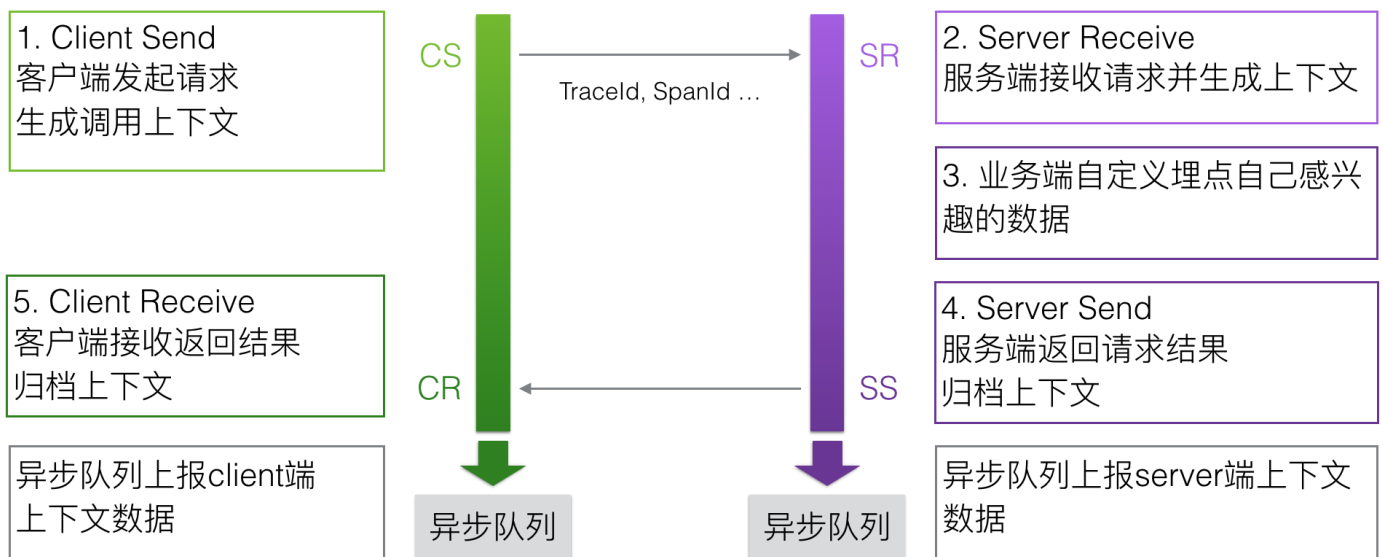 1. Client Send
客户端发起请求
生成调用上下文
CS
TraceId, SpanId ...
SR
2. Server Receive
服务端接收请求并生成上下文
3. 业务端自定义埋点自己感兴
趣的数据
5. Client Receive
客户端接收返回结果
归档上下文
CR
SS
4. Server Send
服务端返回请求结果
归档上下文
异步队列上报client端
上下文数据
异步队列
异步队列
异步队列上报server端上下文
数据